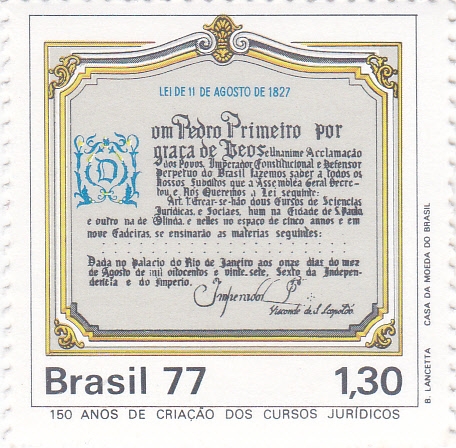 LEI DE 11 DE AGOSTO DE 1827
Dom Pedro Primeiro por
graça de Deos e Unanime Acclamação
dos Povos, Imperador Constitucional e Defensor
Perpetuo do Brasil fazemos saber a todos os
Nossos Subditos que a Assembléa Geral Decre-
tou, e Nós Queremos a Lei seguinte:
Art. 1. Crear-se-hão dous Cursos de Sciencias
Juridicas, e Sociaes, hum na Cidade de S. Paulo
e outro na de Olinda, e nelles no espaço de cinco annos e em
nove Cadeiras, se ensinarão as materias seguintes:
Dada no Palacio do Rio de Janeiro aos onze dias do mez
de Agosto de mil oitocentos e vinte, sete, Sexto da Indepen-
dencia e do Imperio.
Imperador P.
Visconde de S. Leopoldo.
Brasil 77 1,30
150 ANOS DE CRIAÇÃO DOS CURSOS JURÍDICOS
B. LANCETTA CASA DA MOEDA DO BRASIL